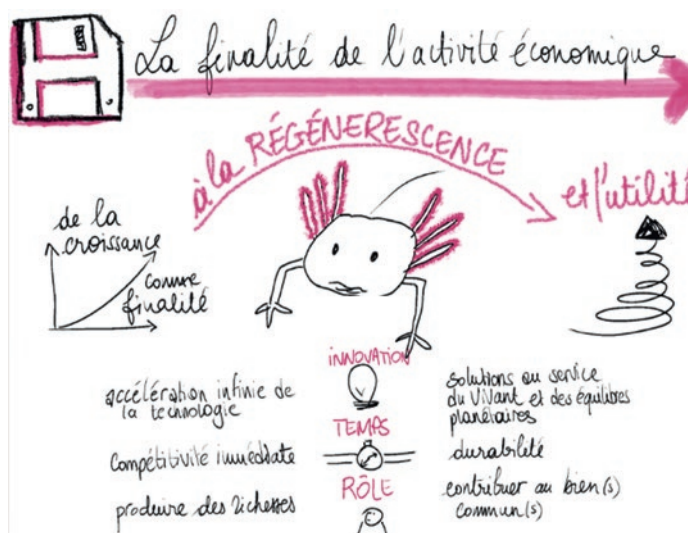 La finalité de l'activité économique
à la RÉGÉNERESCENCE
et l'utilité
de la
croissance
comme
finalité
INNOVATION
accélération infinie de
la technologie
solutions au service
du Vivant et des équilibres
planétaires
TEMPS
Compétitivité immédiate
durabilité
RÔLE
produire des richesses
contribuer au bien(s)
commun(s)